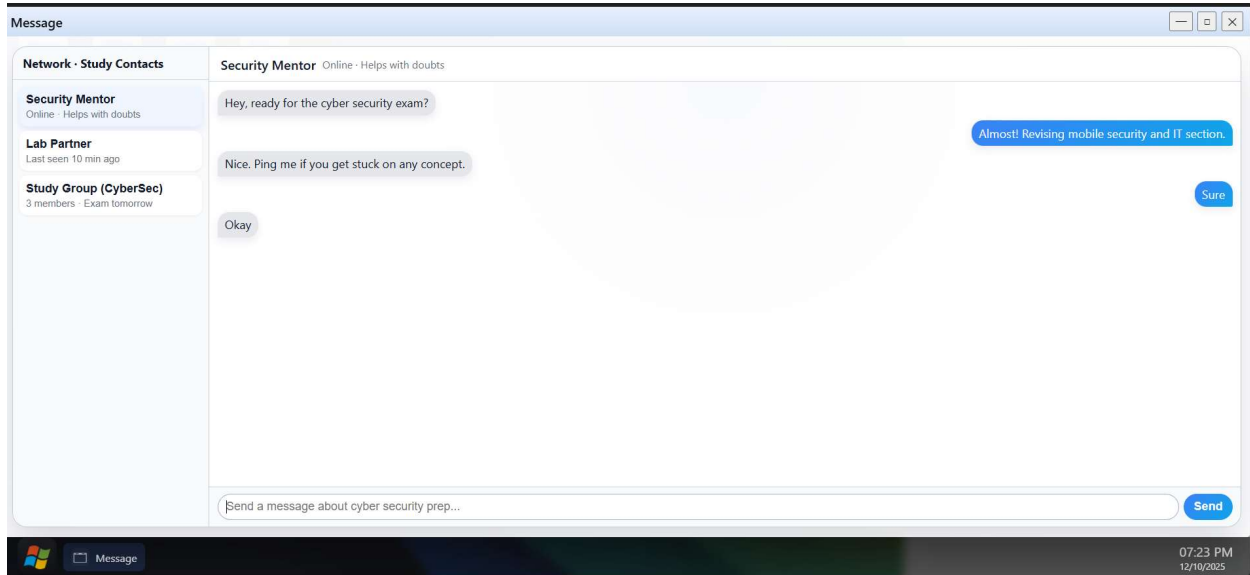 Message
Network · Study Contacts
Security Mentor
Online · Helps with doubts
Lab Partner
Last seen 10 min ago
Study Group (CyberSec)
3 members · Exam tomorrow
Security Mentor Online · Helps with doubts
Hey, ready for the cyber security exam?
Almost! Revising mobile security and IT section.
Nice. Ping me if you get stuck on any concept.
Sure
Okay
Send a message about cyber security prep...
Send
Message
07:23 PM
12/10/2025